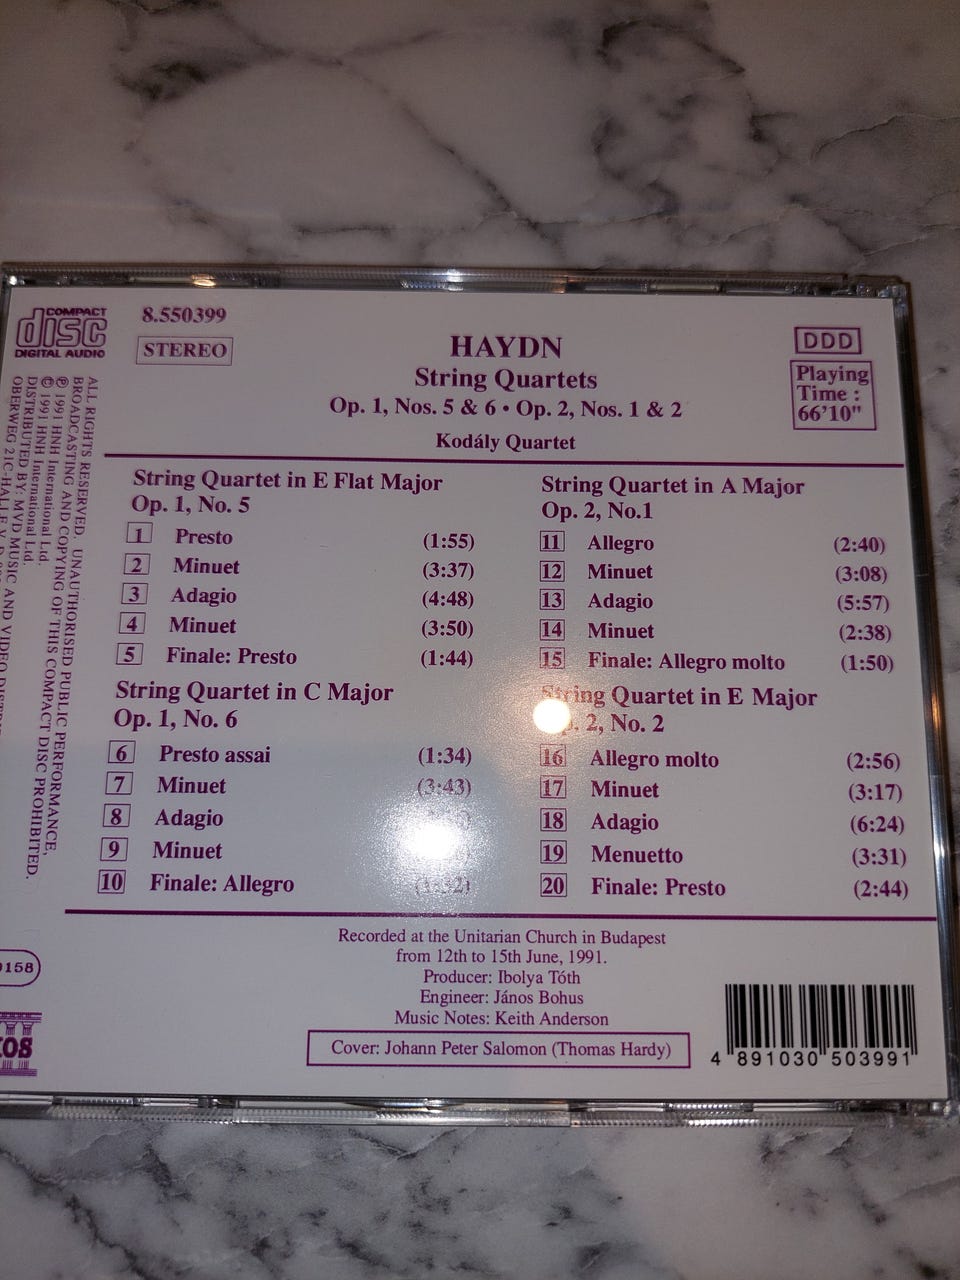 COMPACT
disc
DIGITAL AUDIO
8.550399
STEREO
HAYDN
String Quartets
Op. 1, Nos. 5 & 6 • Op. 2, Nos. 1 & 2
Kodály Quartet
DDD
Playing
Time :
66'10"
String Quartet in E Flat Major
Op. 1, No. 5
1 Presto (1:55)
2 Minuet (3:37)
3 Adagio (4:48)
4 Minuet (3:50)
5 Finale: Presto (1:44)
String Quartet in C Major
Op. 1, No. 6
6 Presto assai (1:34)
7 Minuet (3:43)
8 Adagio
9 Minuet
10 Finale: Allegro
String Quartet in A Major
Op. 2, No.1
11 Allegro (2:40)
12 Minuet (3:08)
13 Adagio (5:57)
14 Minuet (2:38)
15 Finale: Allegro molto (1:50)
String Quartet in E Major
Op. 2, No. 2
16 Allegro molto (2:56)
17 Minuet (3:17)
18 Adagio (6:24)
19 Menuetto (3:31)
20 Finale: Presto (2:44)
Recorded at the Unitarian Church in Budapest
from 12th to 15th June, 1991.
Producer: Ibolya Tóth
Engineer: János Bohus
Music Notes: Keith Anderson
Cover: Johann Peter Salomon (Thomas Hardy)
4 891030 503991
ALL RIGHTS RESERVED. UNAUTHORISED PUBLIC PERFORMANCE,
BROADCASTING AND COPYING OF THIS COMPACT DISC PROHIBITED.
℗ 1991 HNH International Ltd.
© 1991 HNH International Ltd.
DISTRIBUTED BY: MVD MUSIC AND VIDEO
OBERWEG 21C-HALLE V
0158